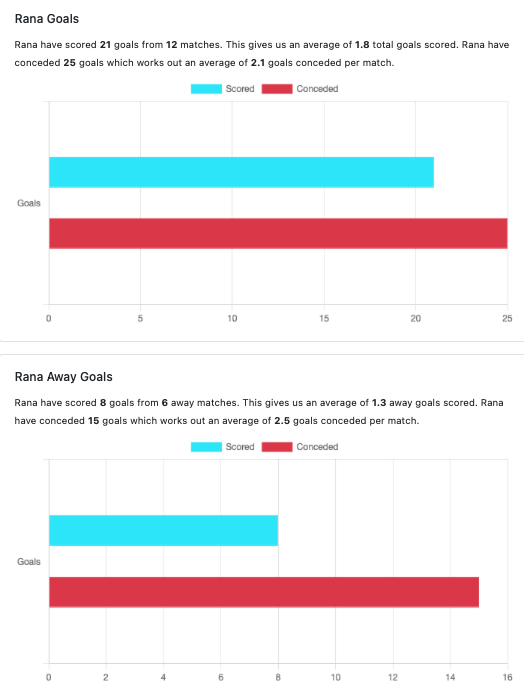 Rana Goals
Rana have scored 21 goals from 12 matches. This gives us an average of 1.8 total goals scored. Rana have
conceded 25 goals which works out an average of 2.1 goals conceded per match.
Scored Conceded
Goals
0 5 10 15 20 25
Rana Away Goals
Rana have scored 8 goals from 6 away matches. This gives us an average of 1.3 away goals scored. Rana
have conceded 15 goals which works out an average of 2.5 goals conceded per match.
Scored Conceded
Goals
0 2 4 6 8 10 12 14 16